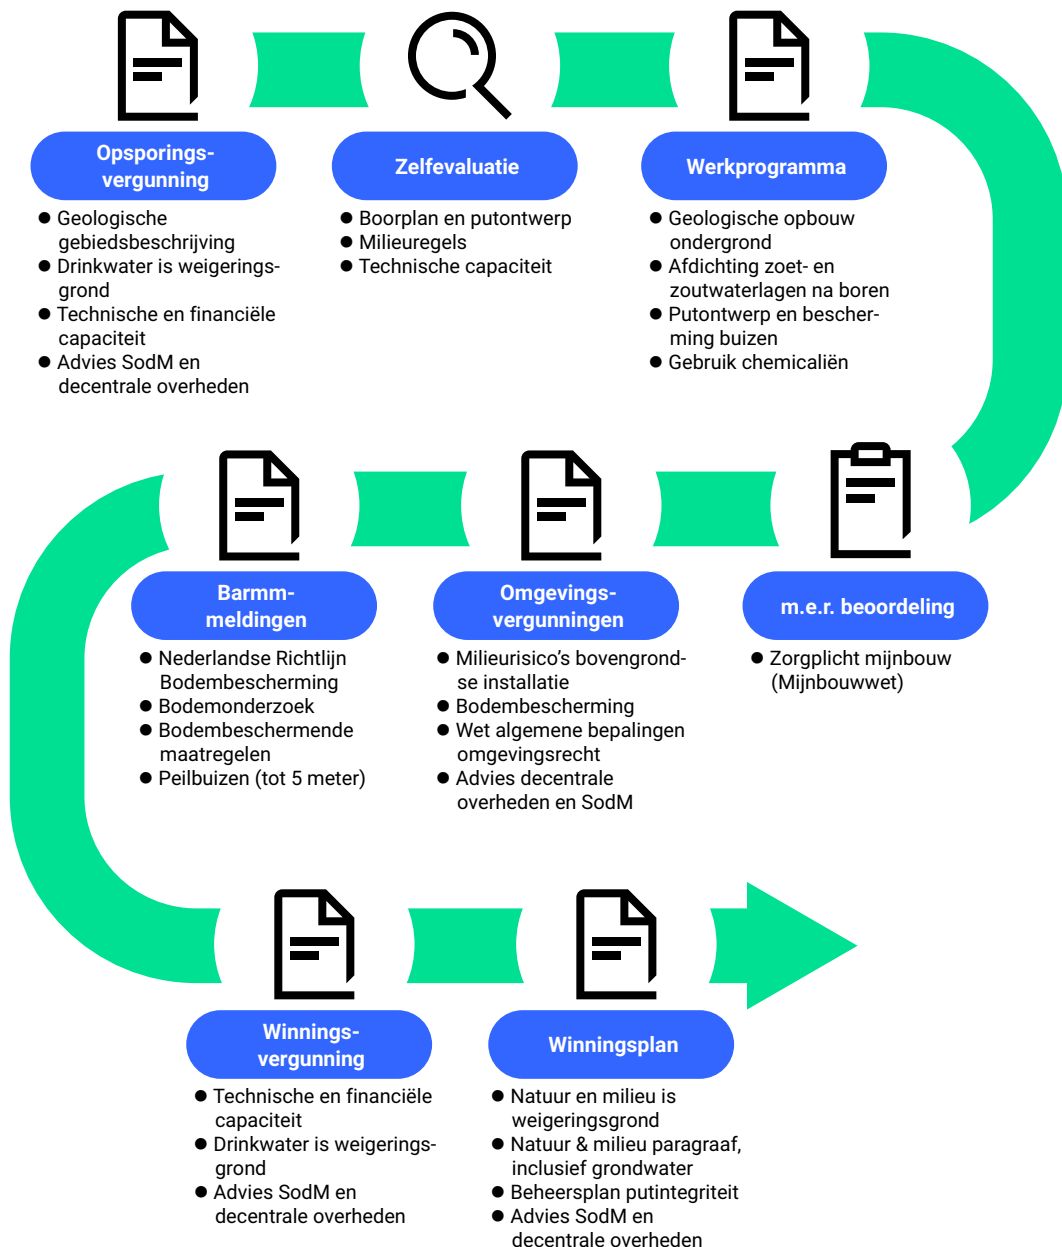 Opsporings-
vergunning
● Geologische
gebiedsbeschrijving
● Drinkwater is weigerings-
grond
● Technische en financiële
capaciteit
● Advies SodM en
decentrale overheden
Zelfevaluatie
● Boorplan en putontwerp
● Milieuregels
● Technische capaciteit
Werkprogramma
● Geologische opbouw
ondergrond
● Afdichting zoet- en
zoutwaterlagen na boren
● Putontwerp en bescher-
ming buizen
● Gebruik chemicaliën
m.e.r. beoordeling
● Zorgplicht mijnbouw
(Mijnbouwwet)
Omgevings-
vergunningen
● Milieurisico's bovengrond-
se installatie
● Bodembescherming
● Wet algemene bepalingen
omgevingsrecht
● Advies decentrale
overheden en SodM
Barmm-
meldingen
● Nederlandse Richtlijn
Bodembescherming
● Bodemonderzoek
● Bodembeschermende
maatregelen
● Peilbuizen (tot 5 meter)
Winnings-
vergunning
● Technische en financiële
capaciteit
● Drinkwater is weigerings-
grond
● Advies SodM en
decentrale overheden
Winningsplan
● Natuur en milieu is
weigeringsgrond
● Natuur & milieu paragraaf,
inclusief grondwater
● Beheersplan putintegriteit
● Advies SodM en
decentrale overheden